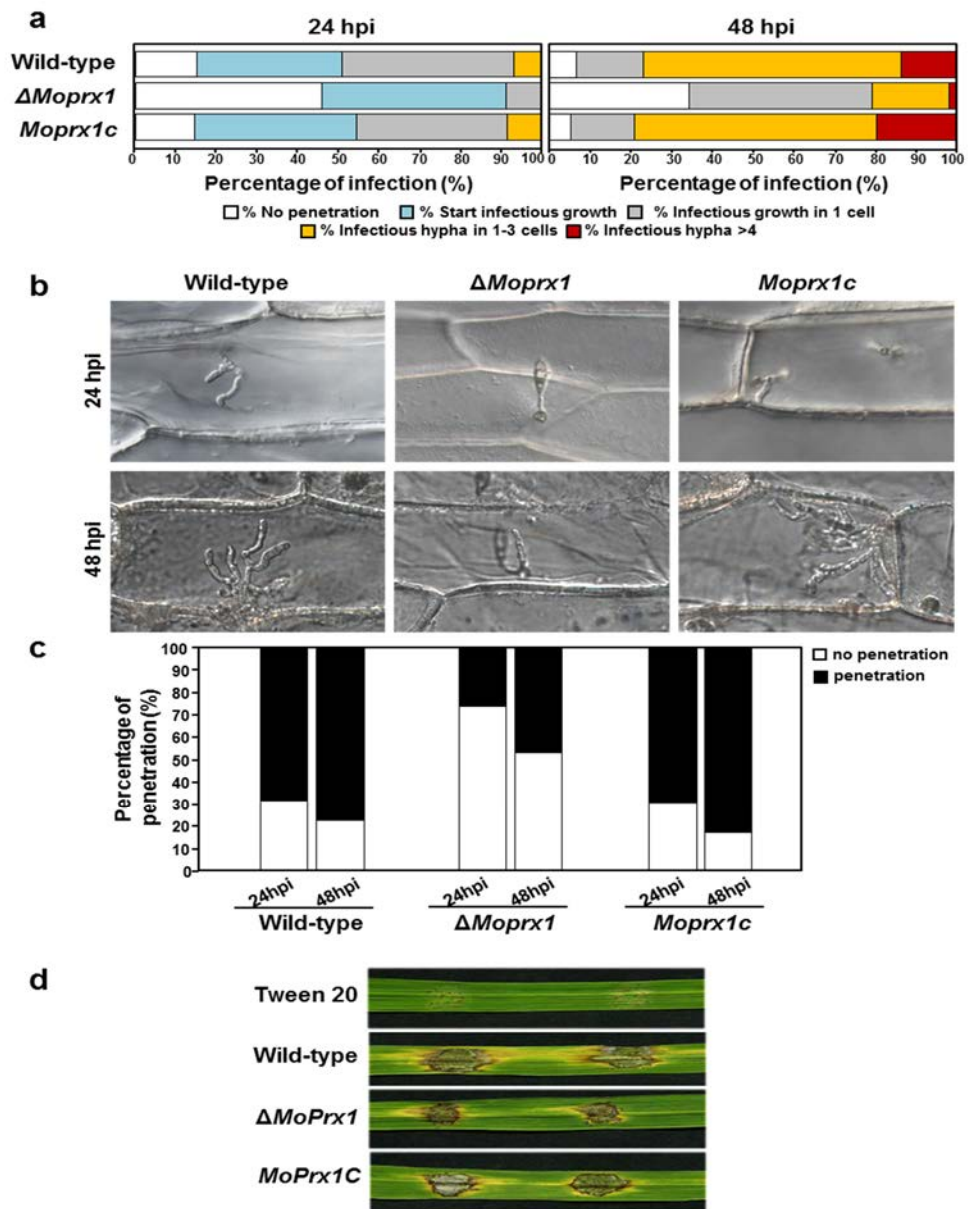 a
24 hpi 48 hpi
Wild-type
ΔMoprx1
Moprx1c
0 10 20 30 40 50 60 70 80 90 100 0 10 20 30 40 50 60 70 80 90 100
Percentage of infection (%) Percentage of infection (%)
% No penetration % Start infectious growth % Infectious growth in 1 cell
% Infectious hypha in 1-3 cells % Infectious hypha >4
b
Wild-type ΔMoprx1 Moprx1c
24 hpi
48 hpi
c
Percentage of
penetration (%)
100
90
80
70
60
50
40
30
20
10
0
no penetration
penetration
24hpi 48hpi 24hpi 48hpi 24hpi 48hpi
Wild-type ΔMoprx1 Moprx1c
d
Tween 20
Wild-type
ΔMoPrx1
MoPrx1C